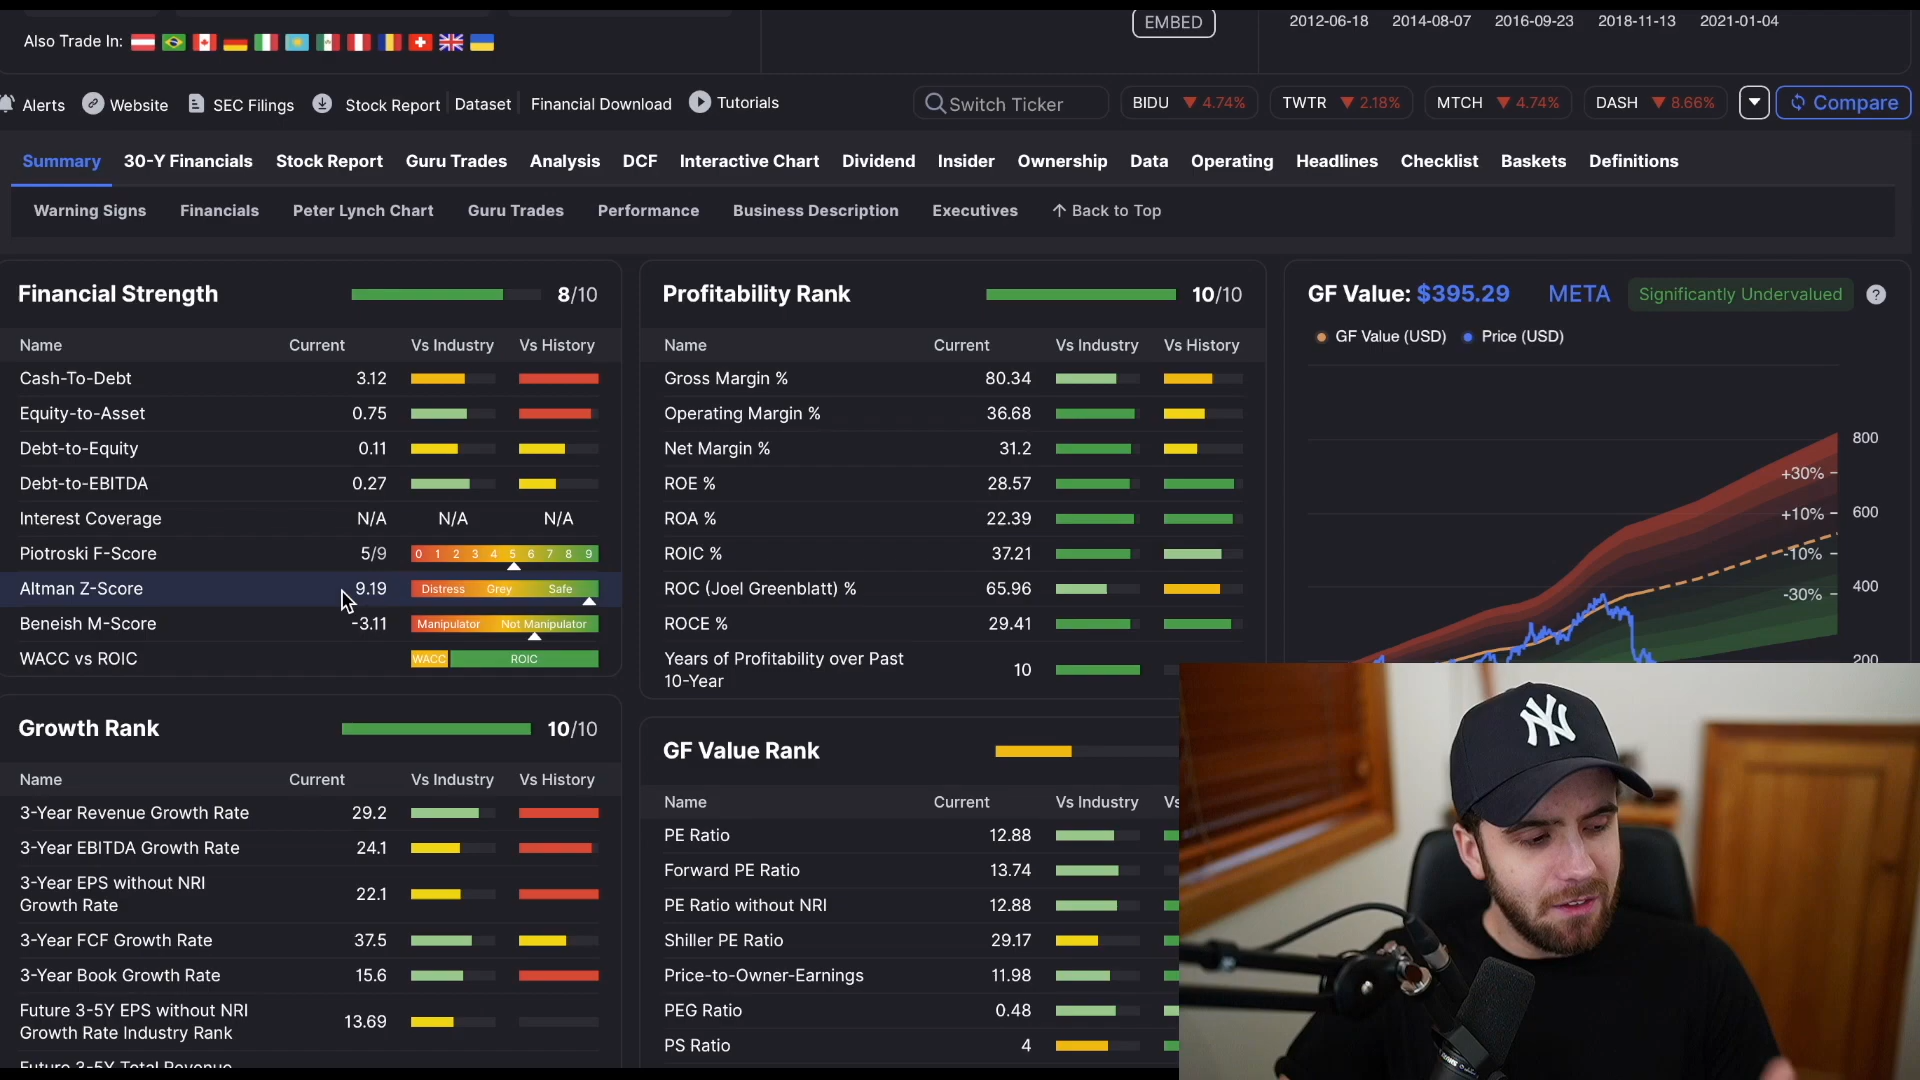 Also Trade In:
EMBED
2012-06-18 2014-08-07 2016-09-23 2018-11-13 2021-01-04
Alerts Website SEC Filings Stock Report Dataset Financial Download Tutorials
Switch Ticker BIDU ▼ 4.74% TWTR ▼ 2.18% MTCH ▼ 4.74% DASH ▼ 8.66% Compare
Summary 30-Y Financials Stock Report Guru Trades Analysis DCF Interactive Chart Dividend Insider Ownership Data Operating Headlines Checklist Baskets Definitions
Warning Signs Financials Peter Lynch Chart Guru Trades Performance Business Description Executives ↑ Back to Top
Financial Strength 8/10
Name Current Vs Industry Vs History
Cash-To-Debt 3.12
Equity-to-Asset 0.75
Debt-to-Equity 0.11
Debt-to-EBITDA 0.27
Interest Coverage N/A N/A N/A
Piotroski F-Score 5/9 0 1 2 3 4 5 6 7 8 9
Altman Z-Score 9.19 Distress Grey Safe
Beneish M-Score -3.11 Manipulator Not Manipulator
WACC vs ROIC WACC ROIC
Growth Rank 10/10
Name Current Vs Industry Vs History
3-Year Revenue Growth Rate 29.2
3-Year EBITDA Growth Rate 24.1
3-Year EPS without NRI
Growth Rate 22.1
3-Year FCF Growth Rate 37.5
3-Year Book Growth Rate 15.6
Future 3-5Y EPS without NRI
Growth Rate Industry Rank 13.69
Future 3-5Y Total Revenue
Profitability Rank 10/10
Name Current Vs Industry Vs History
Gross Margin % 80.34
Operating Margin % 36.68
Net Margin % 31.2
ROE % 28.57
ROA % 22.39
ROIC % 37.21
ROC (Joel Greenblatt) % 65.96
ROCE % 29.41
Years of Profitability over Past
10-Year 10
GF Value Rank
Name Current Vs Industry Vs
PE Ratio 12.88
Forward PE Ratio 13.74
PE Ratio without NRI 12.88
Shiller PE Ratio 29.17
Price-to-Owner-Earnings 11.98
PEG Ratio 0.48
PS Ratio 4
GF Value: $395.29 META Significantly Undervalued ?
GF Value (USD) Price (USD)
800
+30%
600
+10%
-10%
400
-30%
200
NY